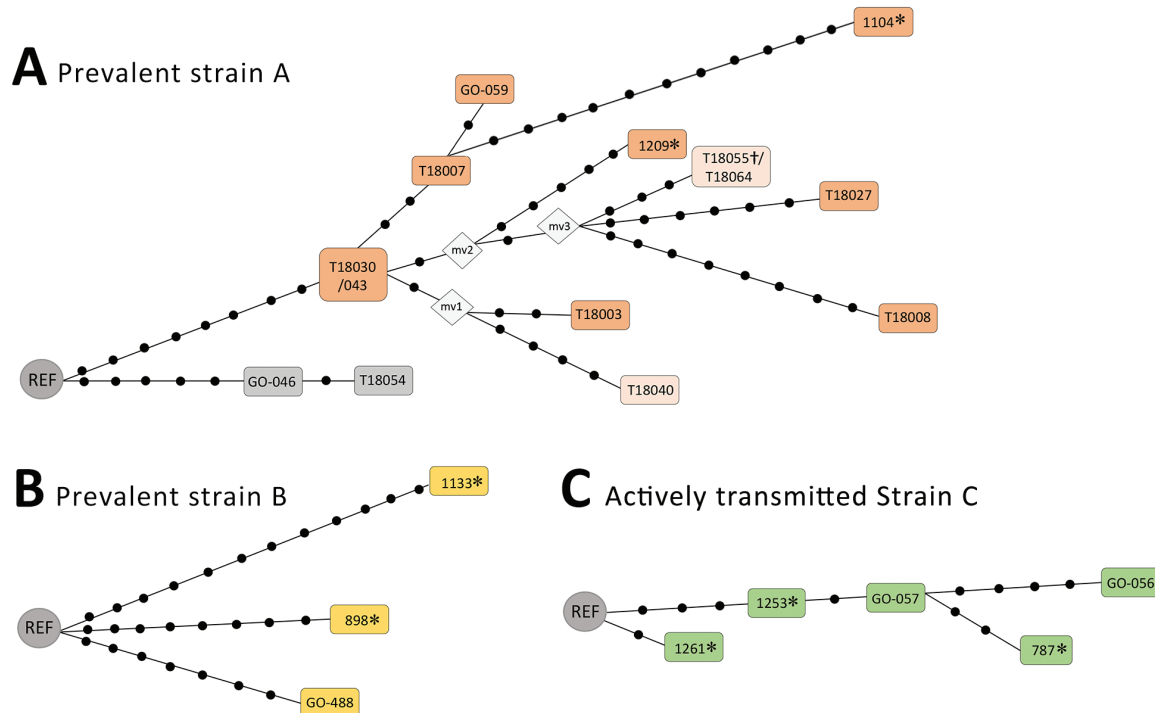 A Prevalent strain A
1104*
GO-059
T18007
1209*
T18055†/
T18064
T18027
mv2
mv3
T18030
/043
mv1
T18003
T18008
REF
GO-046
T18054
T18040
B Prevalent strain B
1133*
REF
898*
GO-488
C Actively transmitted Strain C
REF
1253*
GO-057
GO-056
1261*
787*